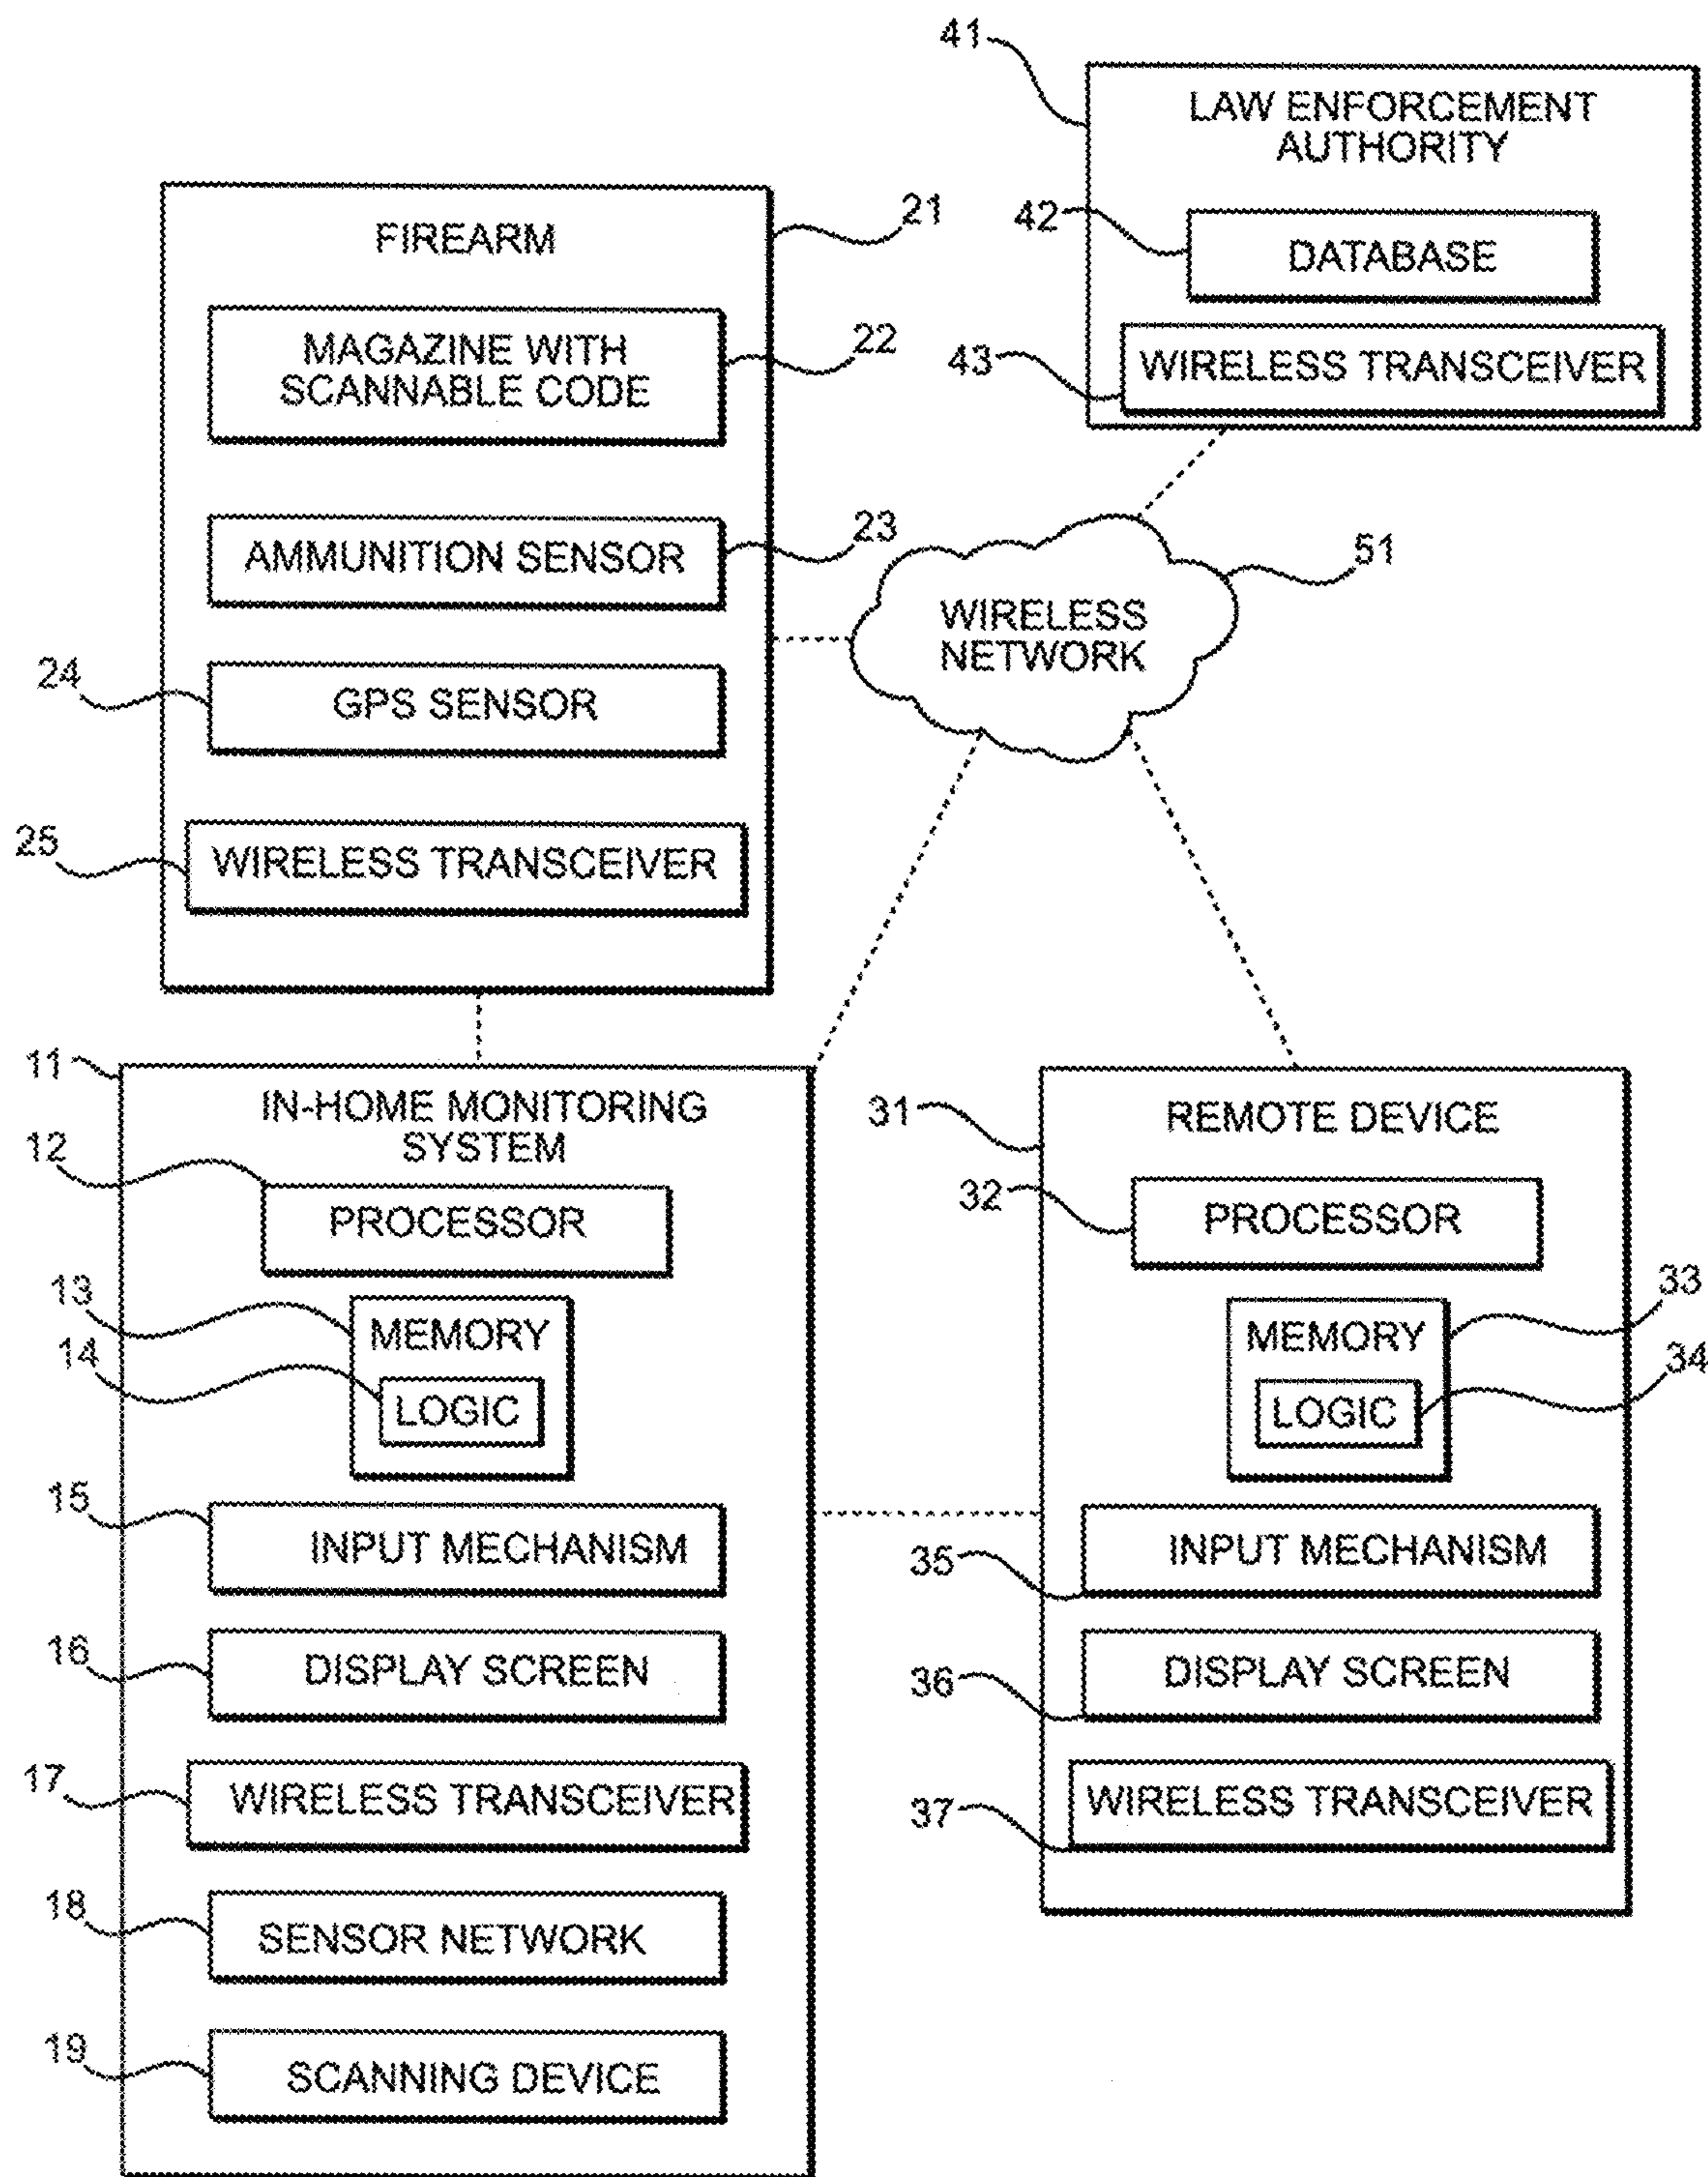 41
LAW ENFORCEMENT
AUTHORITY
42
DATABASE
43
WIRELESS TRANSCEIVER
21
FIREARM
MAGAZINE WITH
SCANNABLE CODE
22
AMMUNITION SENSOR
23
24
GPS SENSOR
25
WIRELESS TRANSCEIVER
51
WIRELESS
NETWORK
11
IN-HOME MONITORING
SYSTEM
12
PROCESSOR
13
MEMORY
14
LOGIC
15
INPUT MECHANISM
16
DISPLAY SCREEN
17
WIRELESS TRANSCEIVER
18
SENSOR NETWORK
19
SCANNING DEVICE
31
REMOTE DEVICE
32
PROCESSOR
33
MEMORY
34
LOGIC
35
INPUT MECHANISM
36
DISPLAY SCREEN
37
WIRELESS TRANSCEIVER